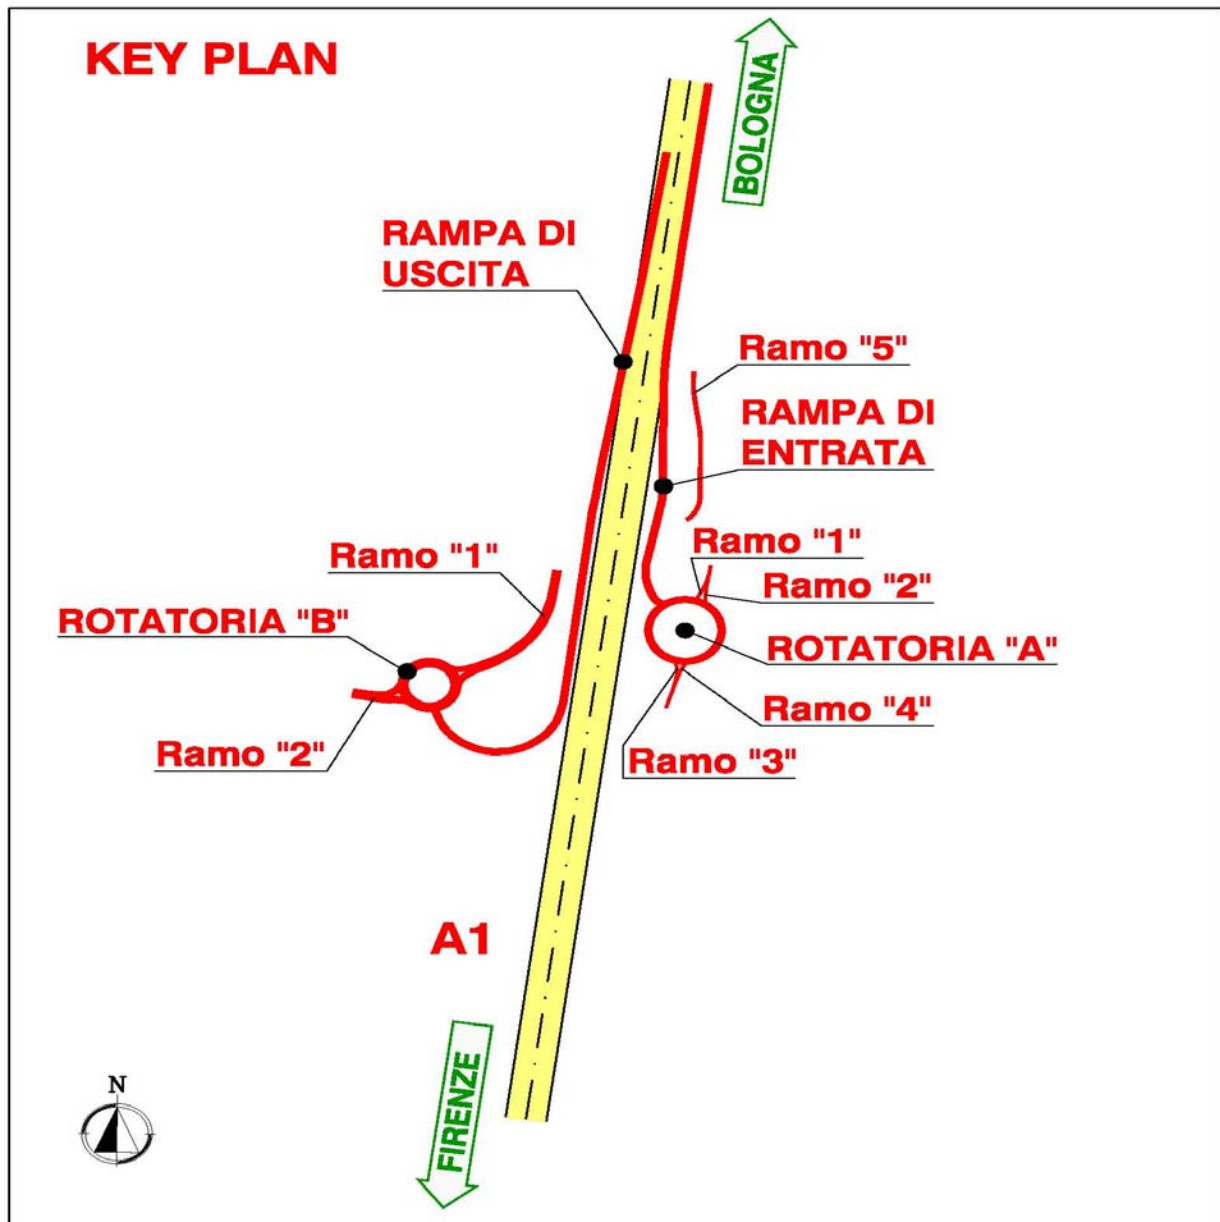 KEY PLAN
BOLOGNA
RAMPA DI
USCITA
Ramo "5"
RAMPA DI
ENTRATA
Ramo "1"
Ramo "1"
Ramo "2"
ROTATORIA "B"
ROTATORIA "A"
Ramo "4"
Ramo "2"
Ramo "3"
A1
FIRENZE
N